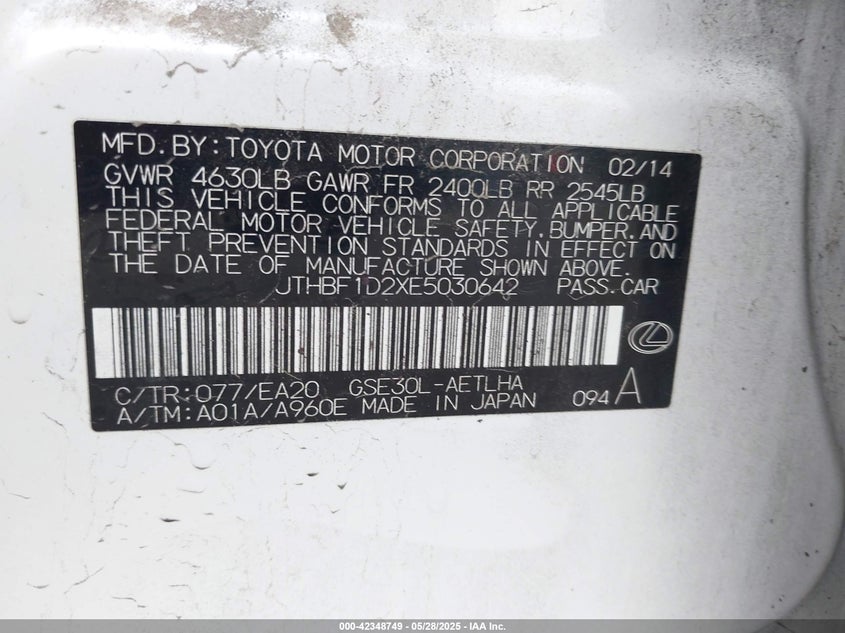 MFD.BY:TOYOTA MOTOR CORPORATION 02/14
GVWR 4630LB GAWR FR 2400LB RR 2545LB
THIS VEHICLE CONFORMS TO ALL APPLICABLE
FEDERAL MOTOR VEHICLE SAFETY,BUMPER,AND
THEFT PREVENTION STANDARDS IN EFFECT ON
THE DATE OF MANUFACTURE SHOWN ABOVE.
JTHBF1D2XE5030642 PASS.CAR
C/TR:077/EA20 GSE30L-AETLHA
A/TM:A01A/A960E MADE IN JAPAN 094 A
000-42348749 — 05/28/2025 — IAA Inc.